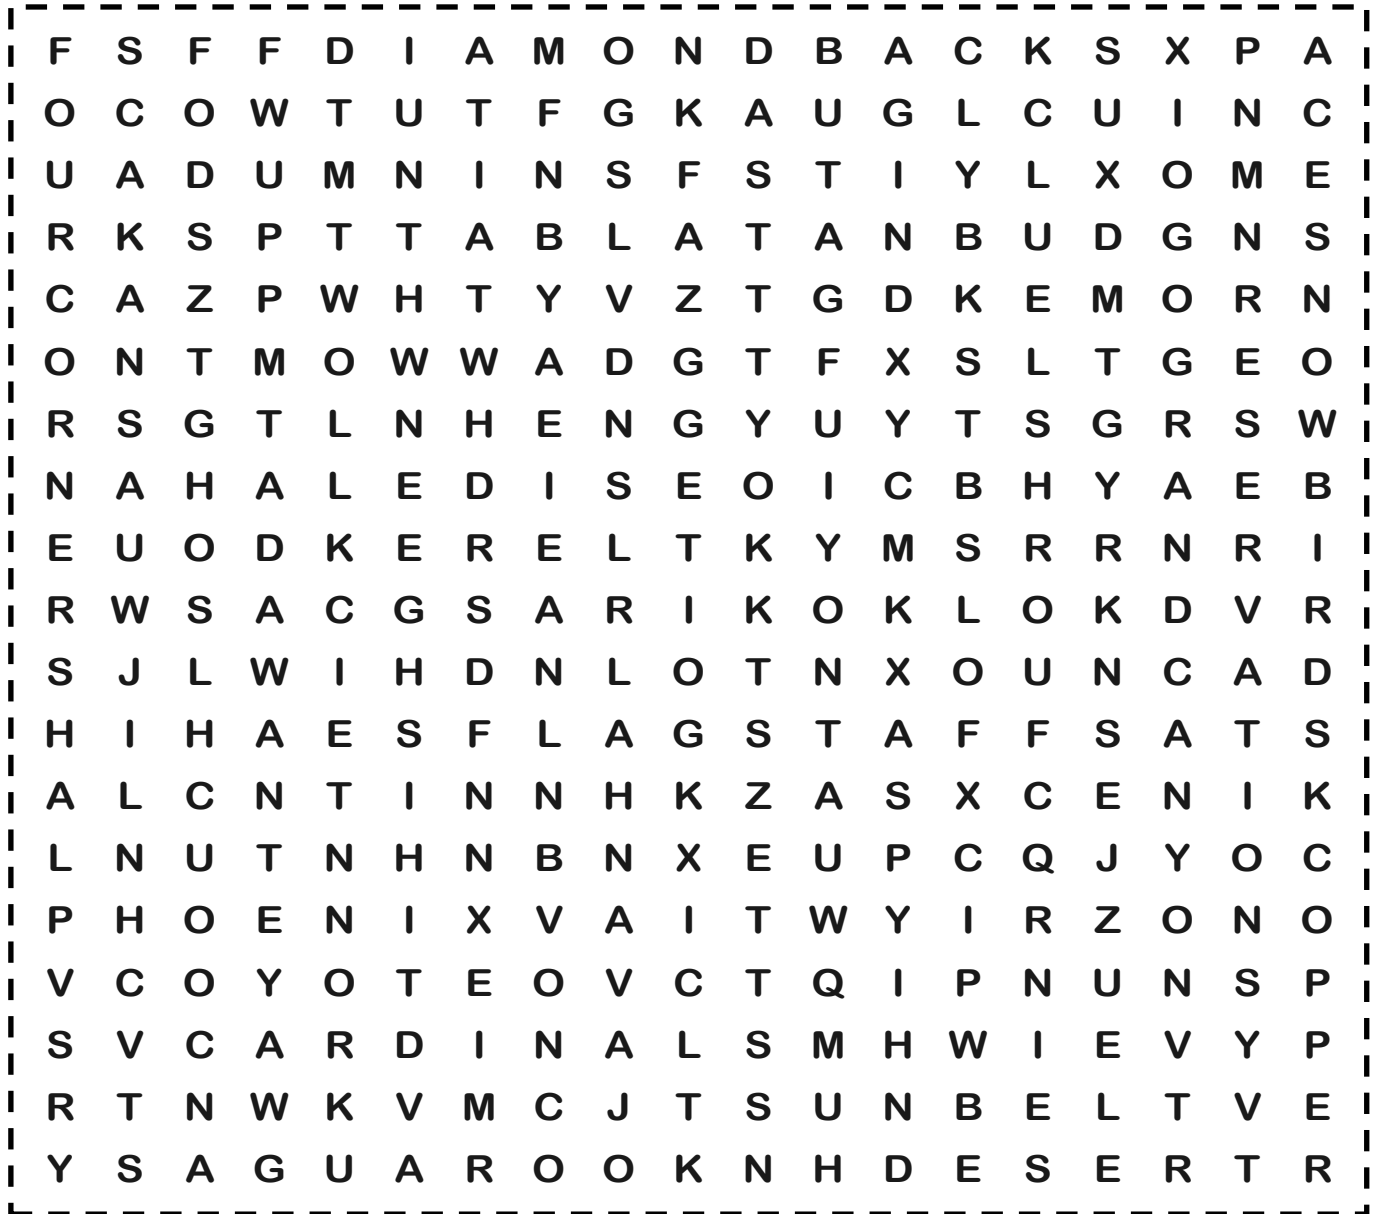 F S F F D I A M O N D B A C K S X P A
O C O W T U T F G K A U G L C U I N C
U A D U M N I N S F S T I Y L X O M E
R K S P T T A B L A T A N B U D G N S
C A Z P W H T Y V Z T G D K E M O R N
O N T M O W W A D G T F X S L T G E O
R S G T L N H E N G Y U Y T S G R S W
N A H A L E D I S E O I C B H Y A E B
E U O D K E R E L T K Y M S R R N R I
R W S A C G S A R I K O K L O K D V R
S J L W I H D N L O T N X O U N C A D
H I H A E S F L A G S T A F F S A T S
A L C N T I N N H K Z A S X C E N I K
L N U T N H N B N X E U P C Q J Y O C
P H O E N I X V A I T W Y I R Z O N O
V C O Y O T E O V C T Q I P N U N S P
S V C A R D I N A L S M H W I E V Y P
R T N W K V M C J T S U N B E L T V E
Y S A G U A R O O K N H D E S E R T R